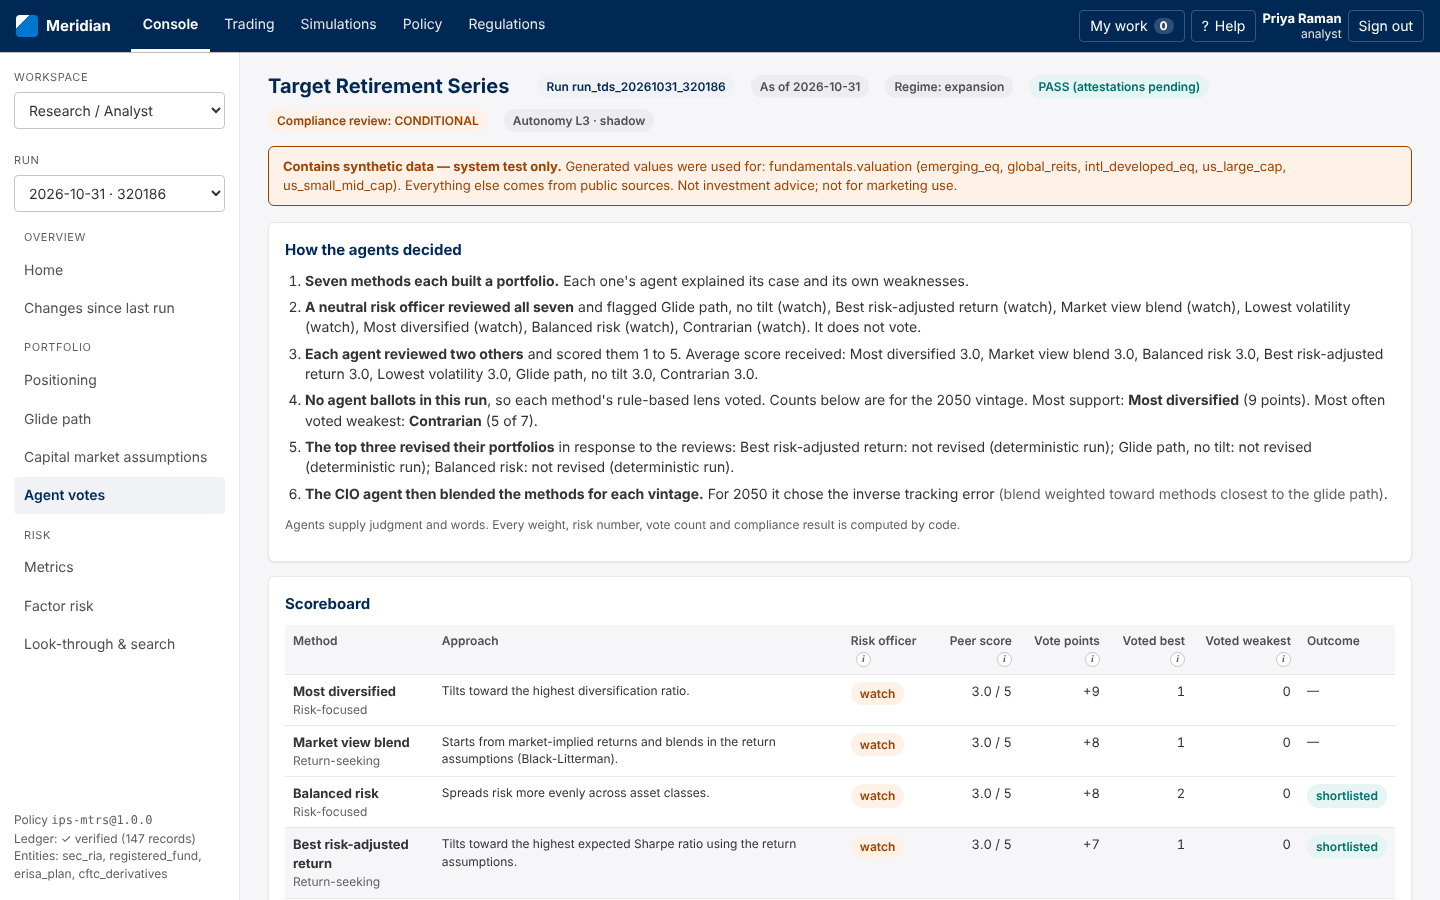 Meridian
Console
Trading
Simulations
Policy
Regulations
My work 0
? Help
Priya Raman
analyst
Sign out
WORKSPACE
Research / Analyst
RUN
2026-10-31 · 320186
OVERVIEW
Home
Changes since last run
PORTFOLIO
Positioning
Glide path
Capital market assumptions
Agent votes
RISK
Metrics
Factor risk
Look-through & search
Policy ips-mtrs@1.0.0
Ledger: ✓ verified (147 records)
Entities: sec_ria, registered_fund,
erisa_plan, cftc_derivatives
Target Retirement Series
Run run_tds_20261031_320186
As of 2026-10-31
Regime: expansion
PASS (attestations pending)
Compliance review: CONDITIONAL
Autonomy L3 · shadow
Contains synthetic data — system test only. Generated values were used for: fundamentals.valuation (emerging_eq, global_reits, intl_developed_eq, us_large_cap,
us_small_mid_cap). Everything else comes from public sources. Not investment advice; not for marketing use.
How the agents decided
1. Seven methods each built a portfolio. Each one's agent explained its case and its own weaknesses.
2. A neutral risk officer reviewed all seven and flagged Glide path, no tilt (watch), Best risk-adjusted return (watch), Market view blend (watch), Lowest volatility
(watch), Most diversified (watch), Balanced risk (watch), Contrarian (watch). It does not vote.
3. Each agent reviewed two others and scored them 1 to 5. Average score received: Most diversified 3.0, Market view blend 3.0, Balanced risk 3.0, Best risk-adjusted
return 3.0, Lowest volatility 3.0, Glide path, no tilt 3.0, Contrarian 3.0.
4. No agent ballots in this run, so each method's rule-based lens voted. Counts below are for the 2050 vintage. Most support: Most diversified (9 points). Most often
voted weakest: Contrarian (5 of 7).
5. The top three revised their portfolios in response to the reviews: Best risk-adjusted return: not revised (deterministic run); Glide path, no tilt: not revised
(deterministic run); Balanced risk: not revised (deterministic run).
6. The CIO agent then blended the methods for each vintage. For 2050 it chose the inverse tracking error (blend weighted toward methods closest to the glide path).
Agents supply judgment and words. Every weight, risk number, vote count and compliance result is computed by code.
Scoreboard
Method Approach Risk officer i Peer score i Vote points i Voted best i Voted weakest i Outcome
Most diversified Tilts toward the highest diversification ratio. watch 3.0 / 5 +9 1 0 —
Risk-focused
Market view blend Starts from market-implied returns and blends in the return watch 3.0 / 5 +8 1 0 —
Return-seeking assumptions (Black-Litterman).
Balanced risk Spreads risk more evenly across asset classes. watch 3.0 / 5 +8 2 0 shortlisted
Risk-focused
Best risk-adjusted Tilts toward the highest expected Sharpe ratio using the return watch 3.0 / 5 +7 1 0 shortlisted
return assumptions.
Return-seeking